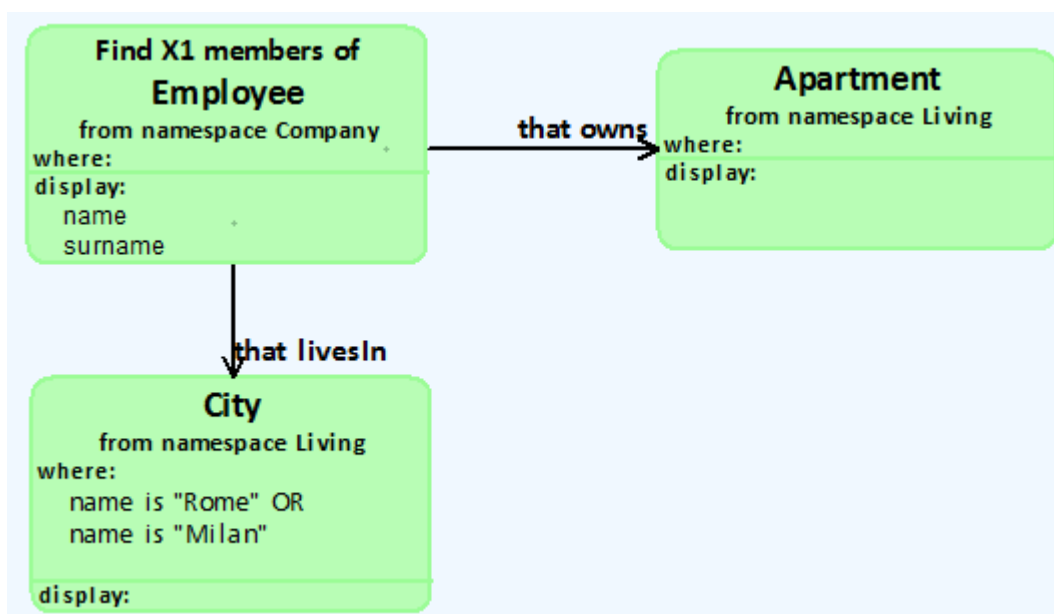 Find X1 members of
Employee
from namespace Company
where:
display:
name
surname
that owns
Apartment
from namespace Living
where:
display:
that livesIn
City
from namespace Living
where:
name is "Rome" OR
name is "Milan"
display: